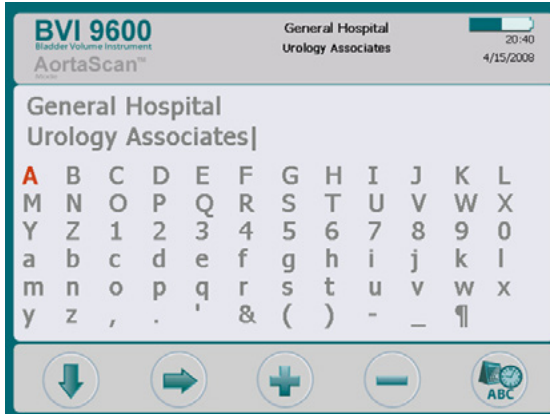 BVI 9600
Bladder Volume Instrument
AortaScan™
General Hospital
Urology Associates
20:40
4/15/2008
General Hospital
Urology Associates|
A B C D E F G H I J K L
M N O P Q R S T U V W X
Y Z 1 2 3 4 5 6 7 8 9 0
a b c d e f g h i j k l
m n o p q r s t u v w x
y z , . ' & ( ) - _ ¶
ABC